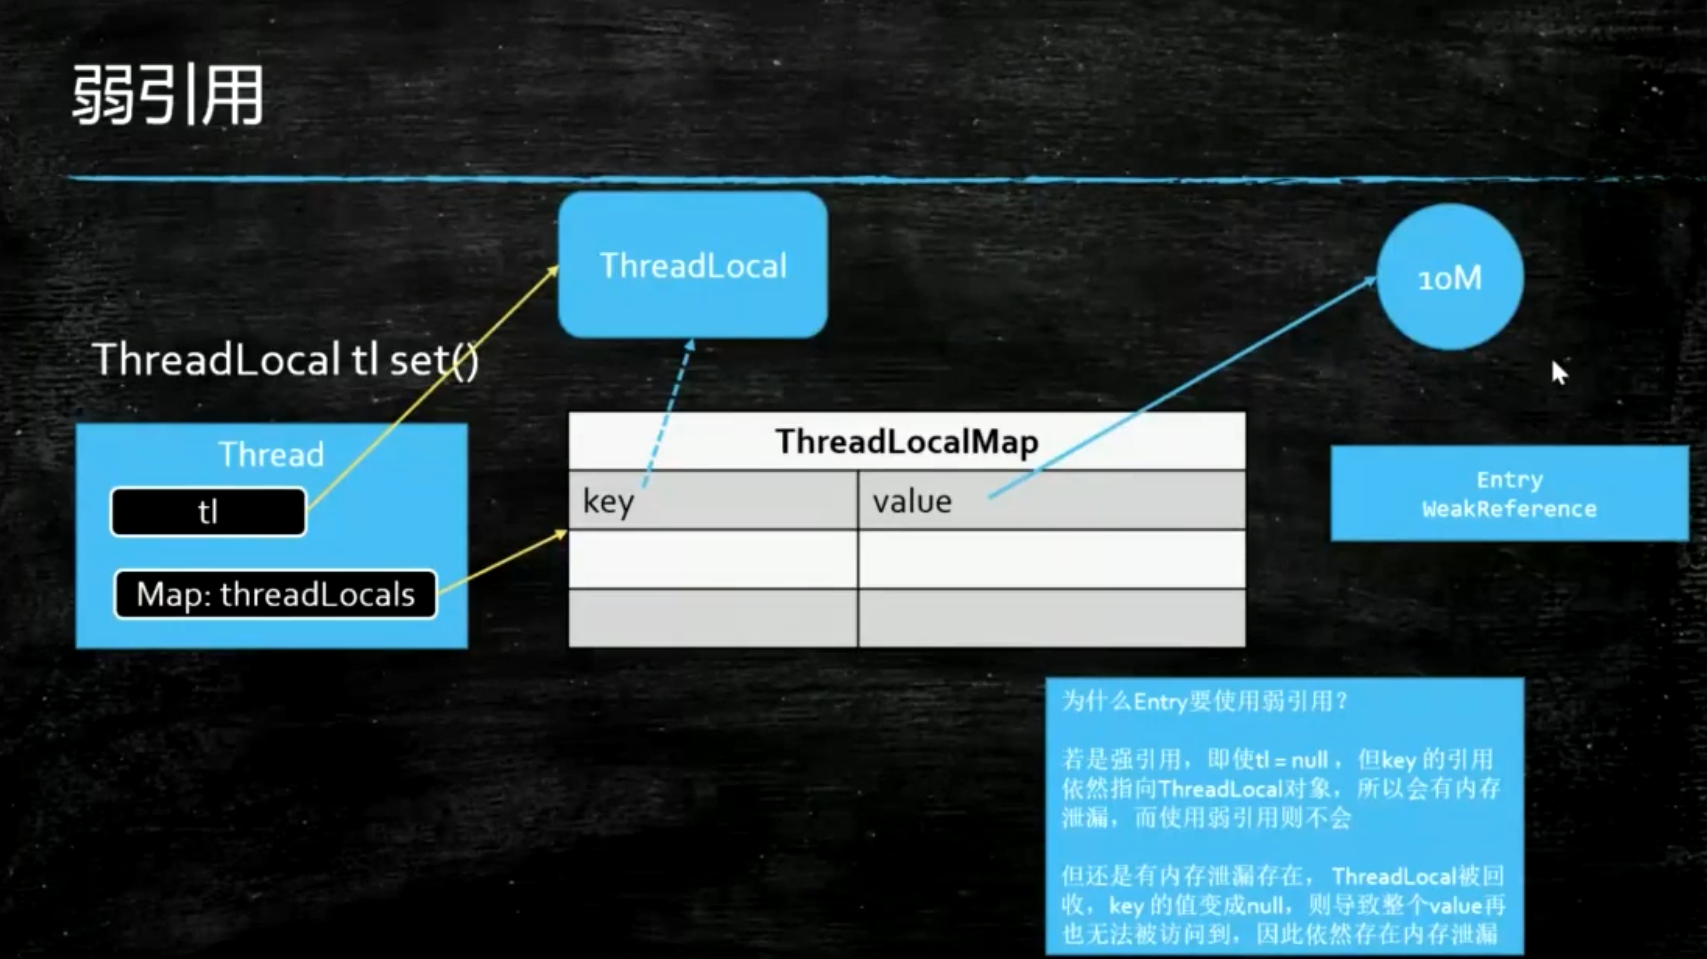 弱引用
ThreadLocal
10M
ThreadLocal tl set()
Thread
tl
Map: threadLocals
ThreadLocalMap
key
value
Entry
WeakReference
为什么Entry要使用弱引用？
若是强引用，即使tl = null ，但key 的引用
依然指向ThreadLocal对象，所以会有内存
泄漏，而使用弱引用则不会
但还是有内存泄漏存在， ThreadLocal被回
收，key 的值变成null，则导致整个value再
也无法被访问到，因此依然存在内存泄漏